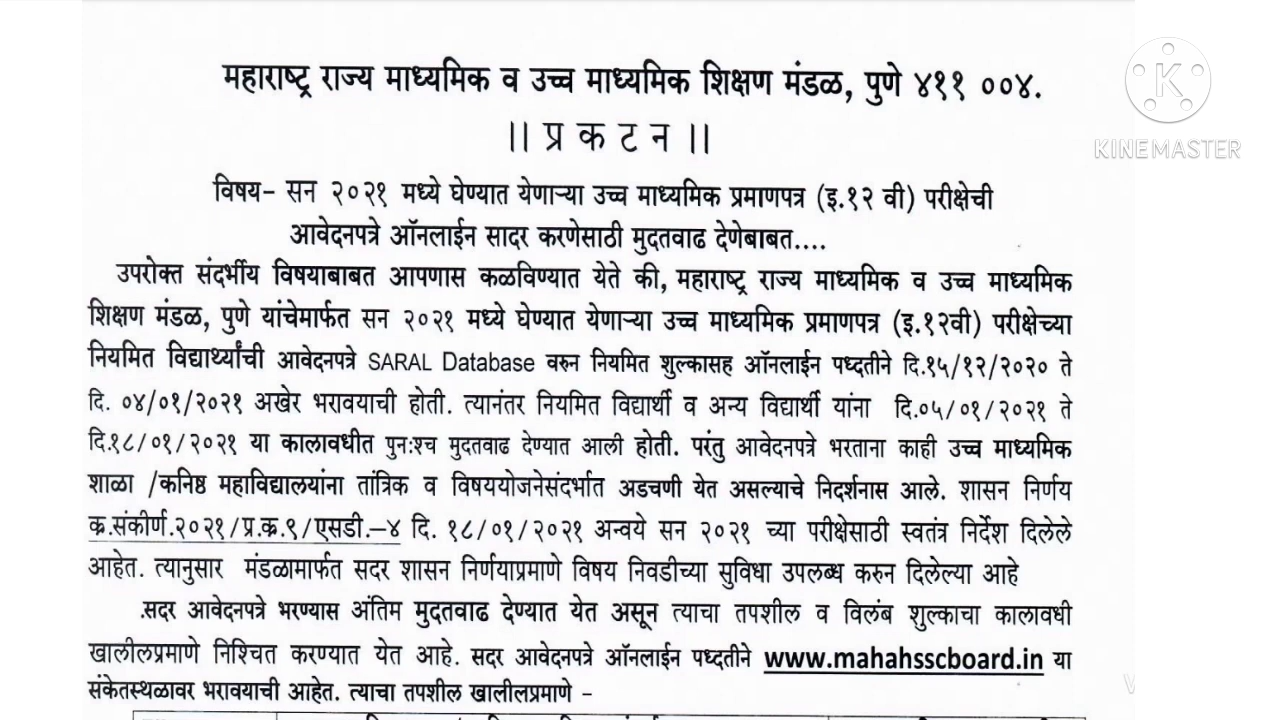 महाराष्ट्र राज्य माध्यमिक व उच्च माध्यमिक शिक्षण मंडळ, पुणे ४११ ००४.
|| प्र क ट न ||
विषय- सन २०२१ मध्ये घेण्यात येणाऱ्या उच्च माध्यमिक प्रमाणपत्र (इ.१२ वी) परीक्षेची
आवेदनपत्रे ऑनलाईन सादर करणेसाठी मुदतवाढ देणेबाबत....
उपरोक्त संदर्भीय विषयाबाबत आपणास कळविण्यात येते की, महाराष्ट्र राज्य माध्यमिक व उच्च माध्यमिक
शिक्षण मंडळ, पुणे यांचेमार्फत सन २०२१ मध्ये घेण्यात येणाऱ्या उच्च माध्यमिक प्रमाणपत्र (इ.१२वी) परीक्षेच्या
नियमित विद्यार्थ्यांची आवेदनपत्रे SARAL Database वरुन नियमित शुल्कासह ऑनलाईन पध्दतीने दि.१५/१२/२०२० ते
दि. ०४/०१/२०२१ अखेर भरावयाची होती. त्यानंतर नियमित विद्यार्थी व अन्य विद्यार्थी यांना दि.०५/०१/२०२१ ते
दि.१८/०१/२०२१ या कालावधीत पुनःश्च मुदतवाढ देण्यात आली होती. परंतु आवेदनपत्रे भरताना काही उच्च माध्यमिक
शाळा /कनिष्ठ महाविद्यालयांना तांत्रिक व विषययोजनेसंदर्भात अडचणी येत असल्याचे निदर्शनास आले. शासन निर्णय
क्र.संकीर्ण.२०२१/प्र.क्र.९/एसडी.-४ दि. १८/०१/२०२१ अन्वये सन २०२१ च्या परीक्षेसाठी स्वतंत्र निर्देश दिलेले
आहेत. त्यानुसार मंडळामार्फत सदर शासन निर्णयाप्रमाणे विषय निवडीच्या सुविधा उपलब्ध करुन दिलेल्या आहे
.सदर आवेदनपत्रे भरण्यास अंतिम मुदतवाढ देण्यात येत असून त्याचा तपशील व विलंब शुल्काचा कालावधी
खालीलप्रमाणे निश्चित करण्यात येत आहे. सदर आवेदनपत्रे ऑनलाईन पध्दतीने www.mahahsscboard.in या
संकेतस्थळावर भरावयाची आहेत. त्याचा तपशील खालीलप्रमाणे -
K
KINEMASTER